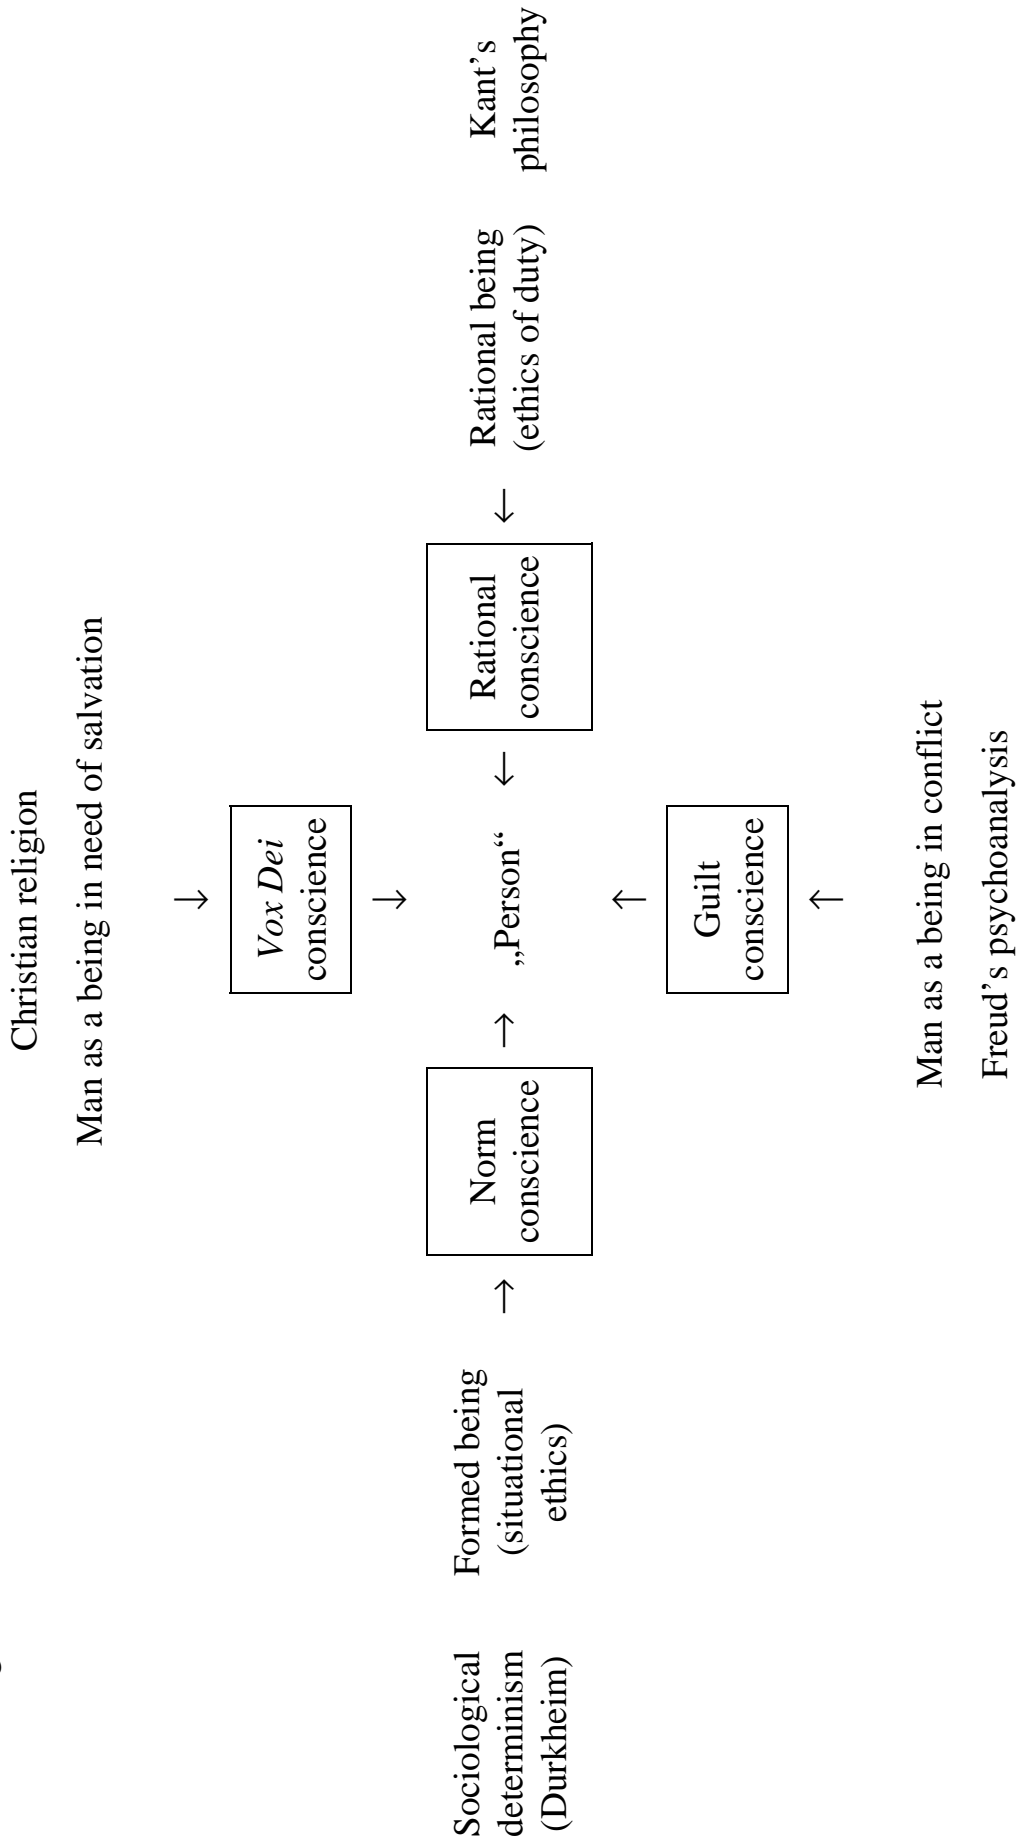 Christian religion
Man as a being in need of salvation
Vox Dei
conscience
Sociological
determinism
(Durkheim)
Formed being
(situational
ethics)
Norm
conscience
„Person“
Rational
conscience
Rational being
(ethics of duty)
Kant’s
philosophy
Guilt
conscience
Man as a being in conflict
Freud’s psychoanalysis